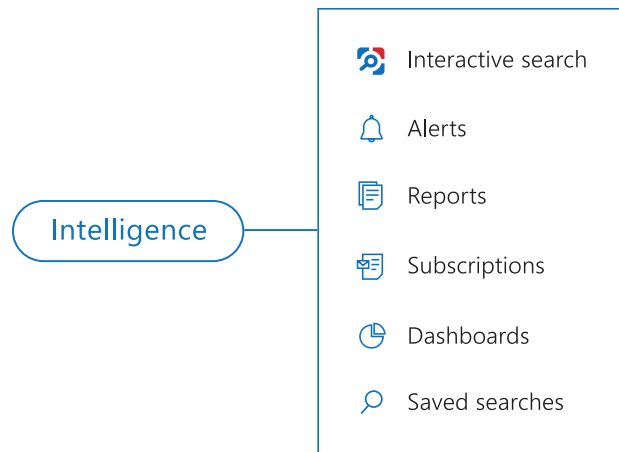 Interactive search
Alerts
Reports
Intelligence
Subscriptions
Dashboards
Saved searches